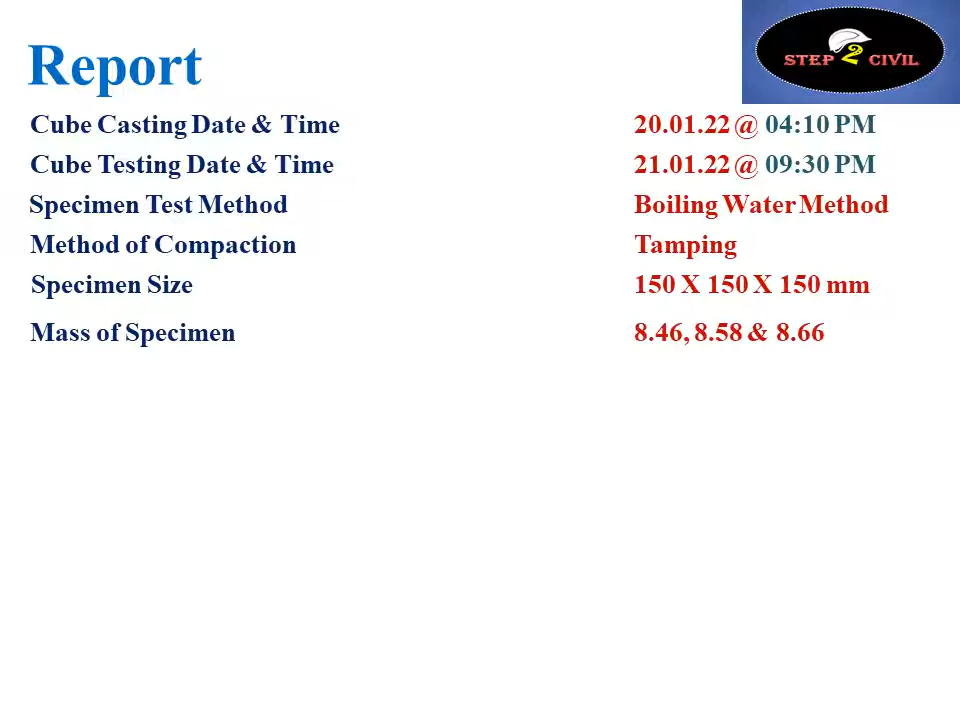 Report
STEP 2 CIVIL
Cube Casting Date & Time 20.01.22 @ 04:10 PM
Cube Testing Date & Time 21.01.22 @ 09:30 PM
Specimen Test Method Boiling Water Method
Method of Compaction Tamping
Specimen Size 150 X 150 X 150 mm
Mass of Specimen 8.46, 8.58 & 8.66